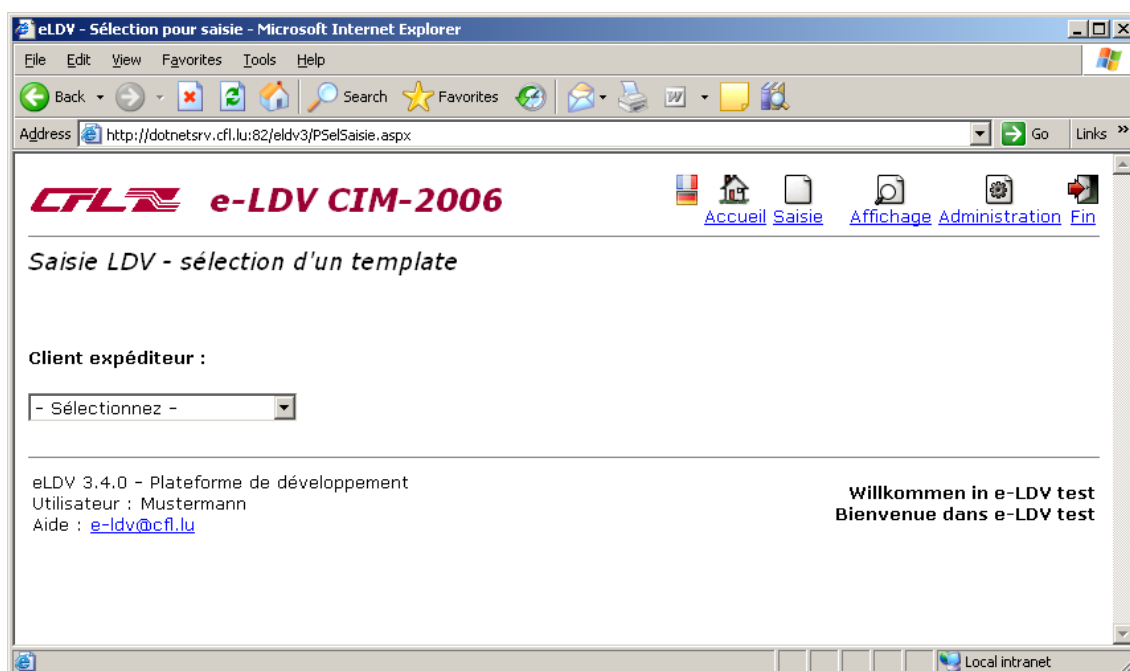 eLDV - Sélection pour saisie - Microsoft Internet Explorer
File Edit View Favorites Tools Help
Back Search Favorites
Address http://dotnetsrv.cfl.lu:82/eldv3/PSelSaisie.aspx Go Links »
CFL e-LDV CIM-2006
Accueil Saisie Affichage Administration Fin
Saisie LDV - sélection d'un template
Client expéditeur :
- Sélectionnez -
eLDV 3.4.0 - Plateforme de développement
Utilisateur : Mustermann
Aide : e-ldv@cfl.lu
Willkommen in e-LDV test
Bienvenue dans e-LDV test
Local intranet